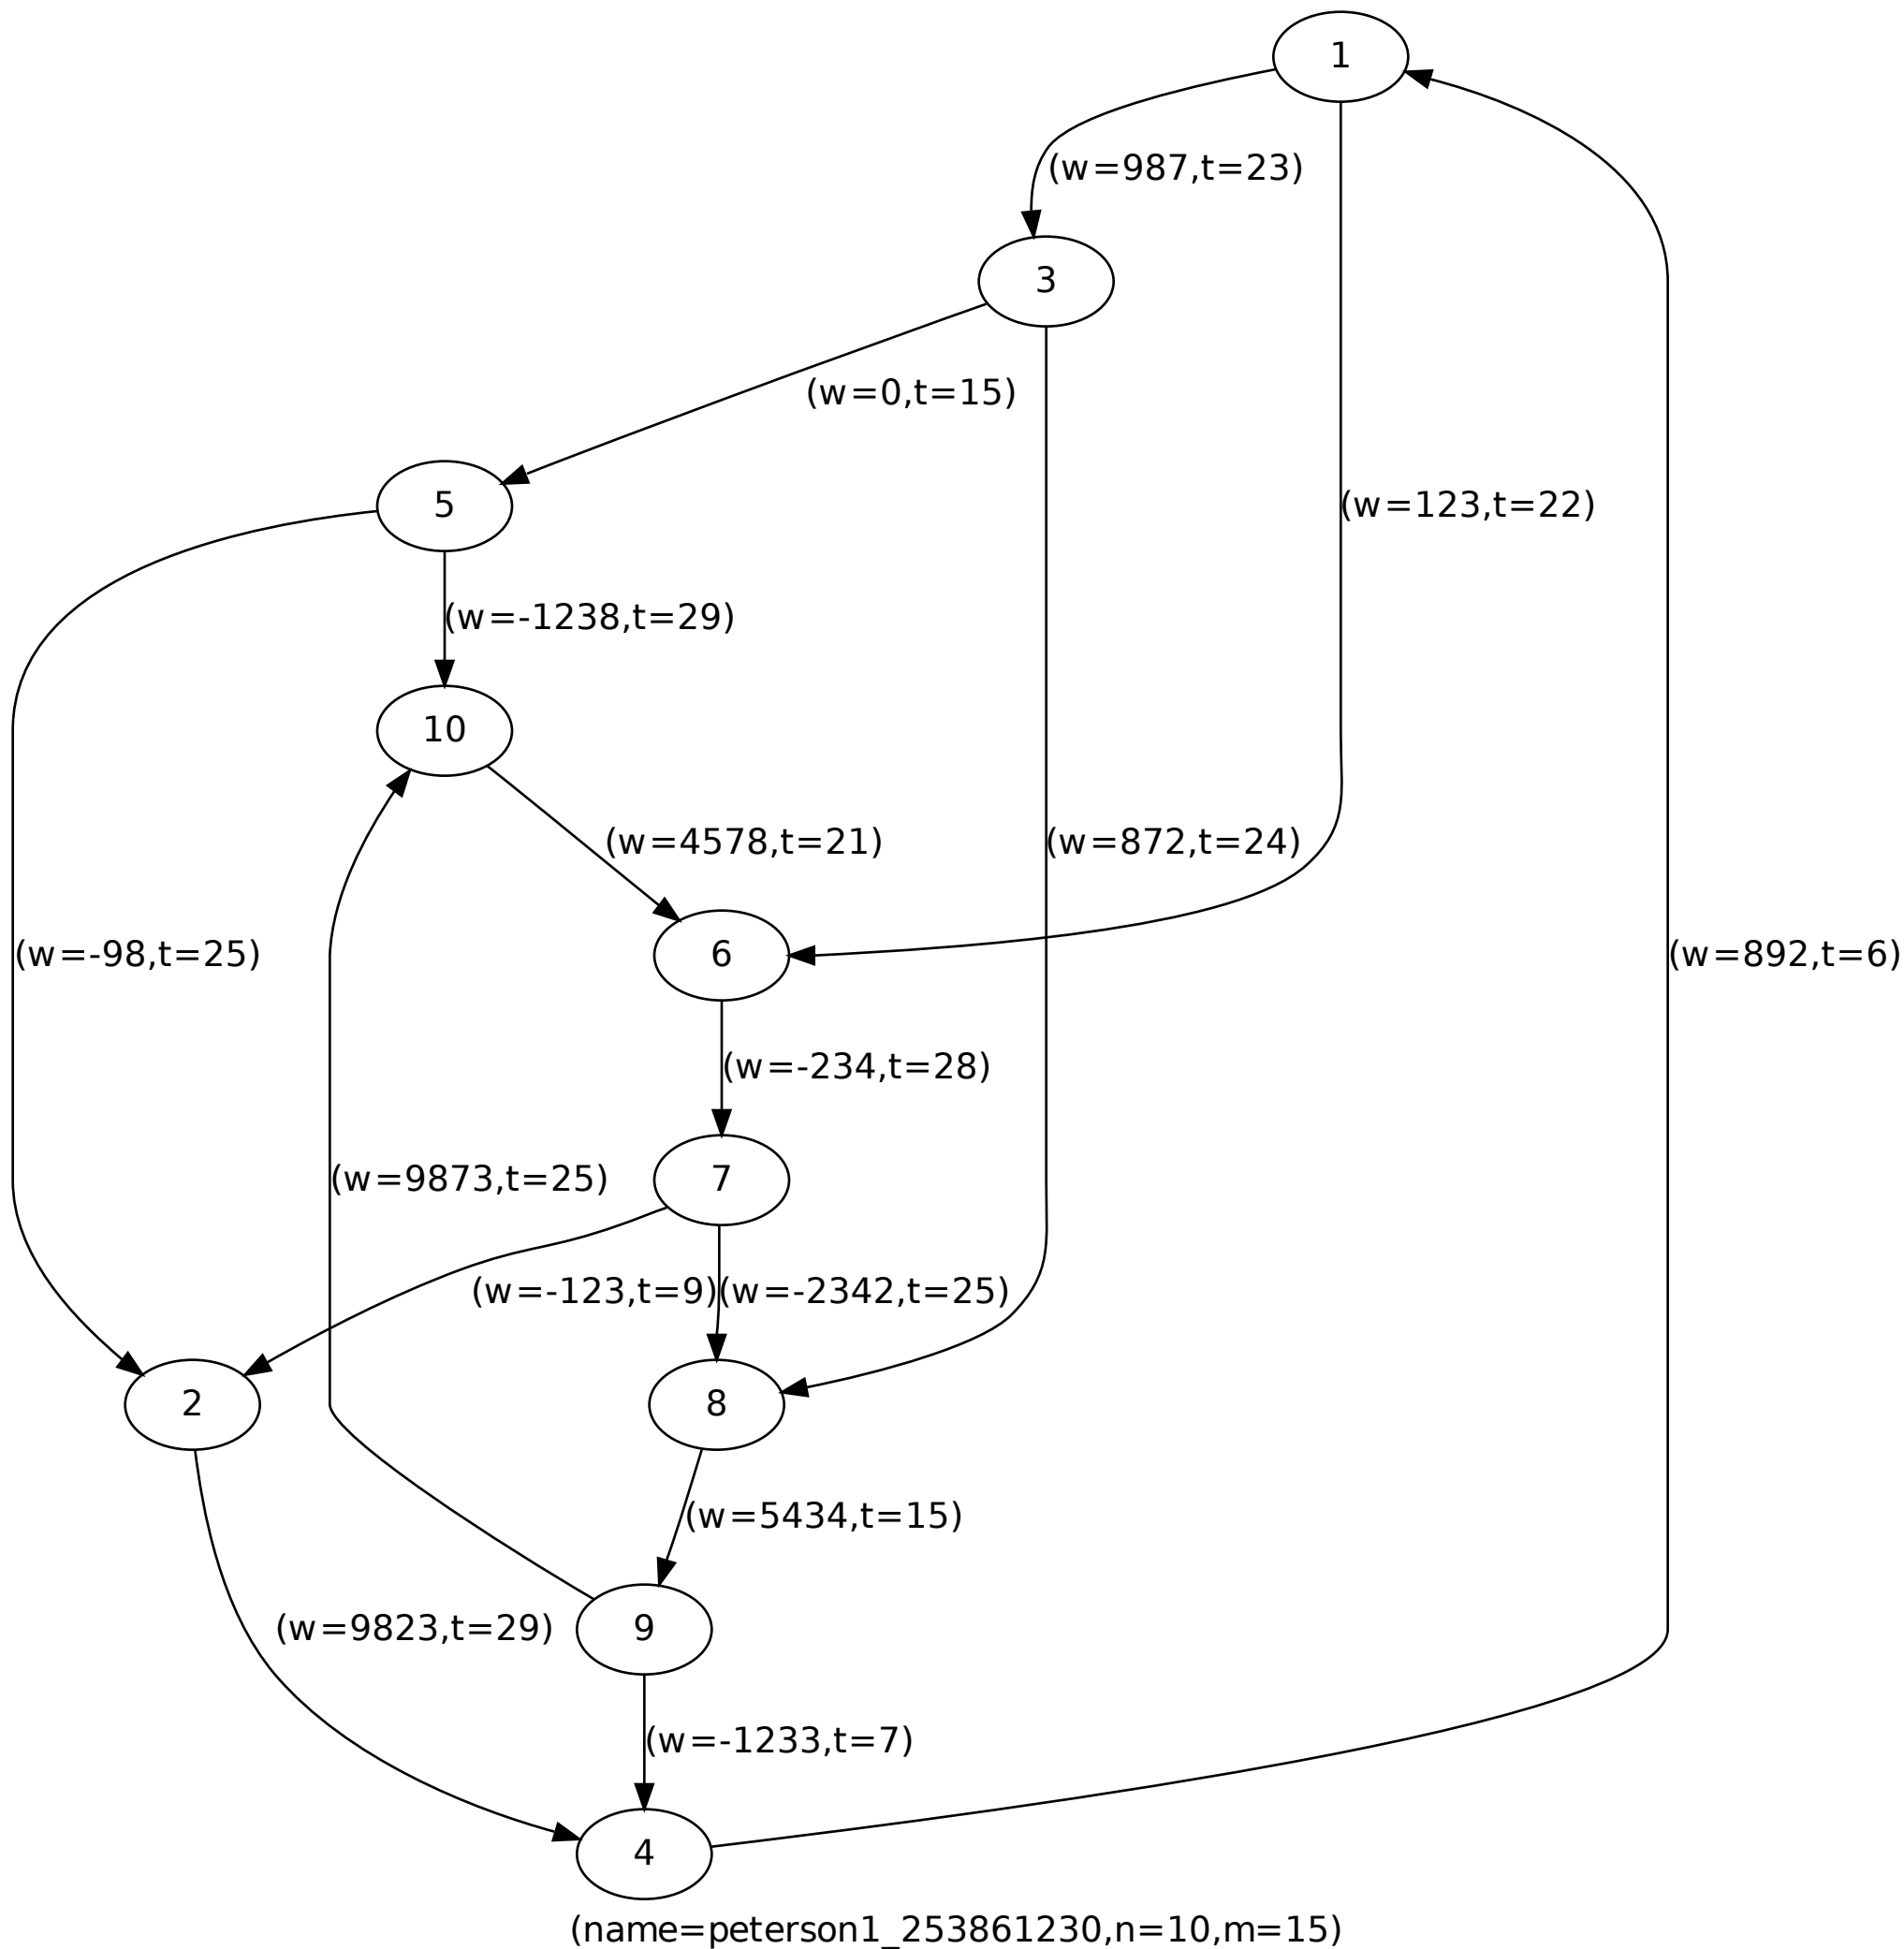 1
(w=987,t=23)
3
(w=0,t=15)
5
(w=123,t=22)
(w=-1238,t=29)
10
(w=4578,t=21)
(w=872,t=24)
(w=-98,t=25)
6
(w=892,t=6)
(w=-234,t=28)
(w=9873,t=25)
7
(w=-123,t=9)
(w=-2342,t=25)
2
8
(w=5434,t=15)
(w=9823,t=29)
9
(w=-1233,t=7)
4
(name=peterson1_253861230,n=10,m=15)